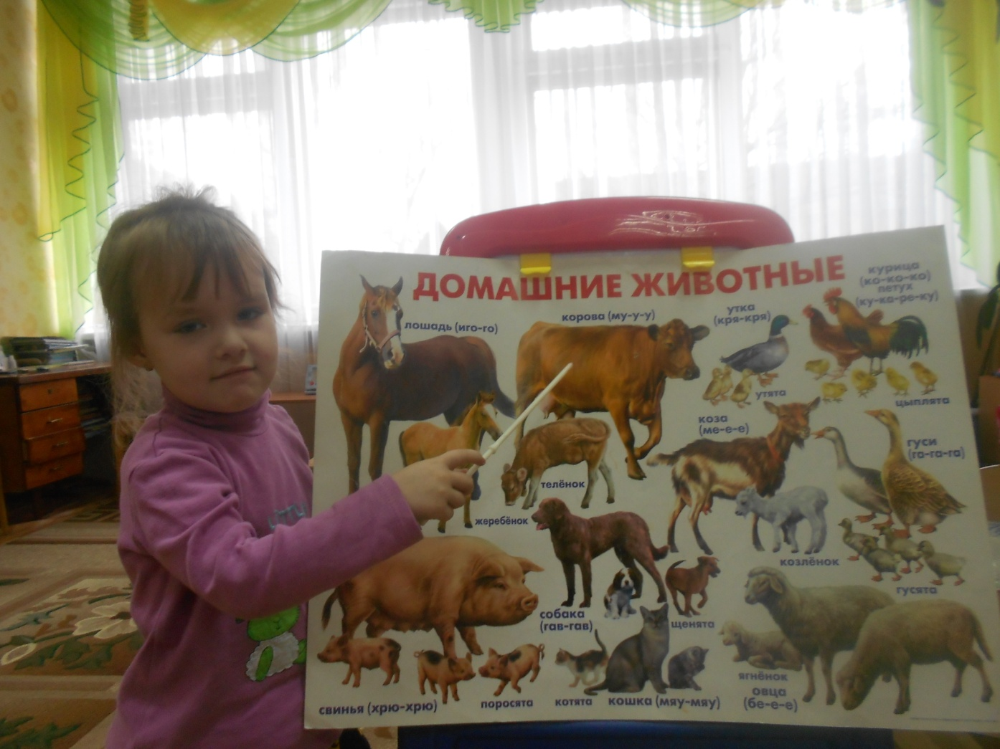 ДОМАШНИЕ ЖИВОТНЫЕ
лошадь (иго-го)
корова (му-у-у)
утка
(кря-кря)
курица
(ко-ко-ко)
петух
(ку-ка-ре-ку)
утята
цыплята
коза
(ме-е-е)
гуси
(га-га-га)
телёнок
жеребёнок
козлёнок
гусята
собака
(гав-гав)
щенята
ягнёнок
овца
(бе-е-е)
свинья (хрю-хрю)
поросята
котята
кошка (мяу-мяу)